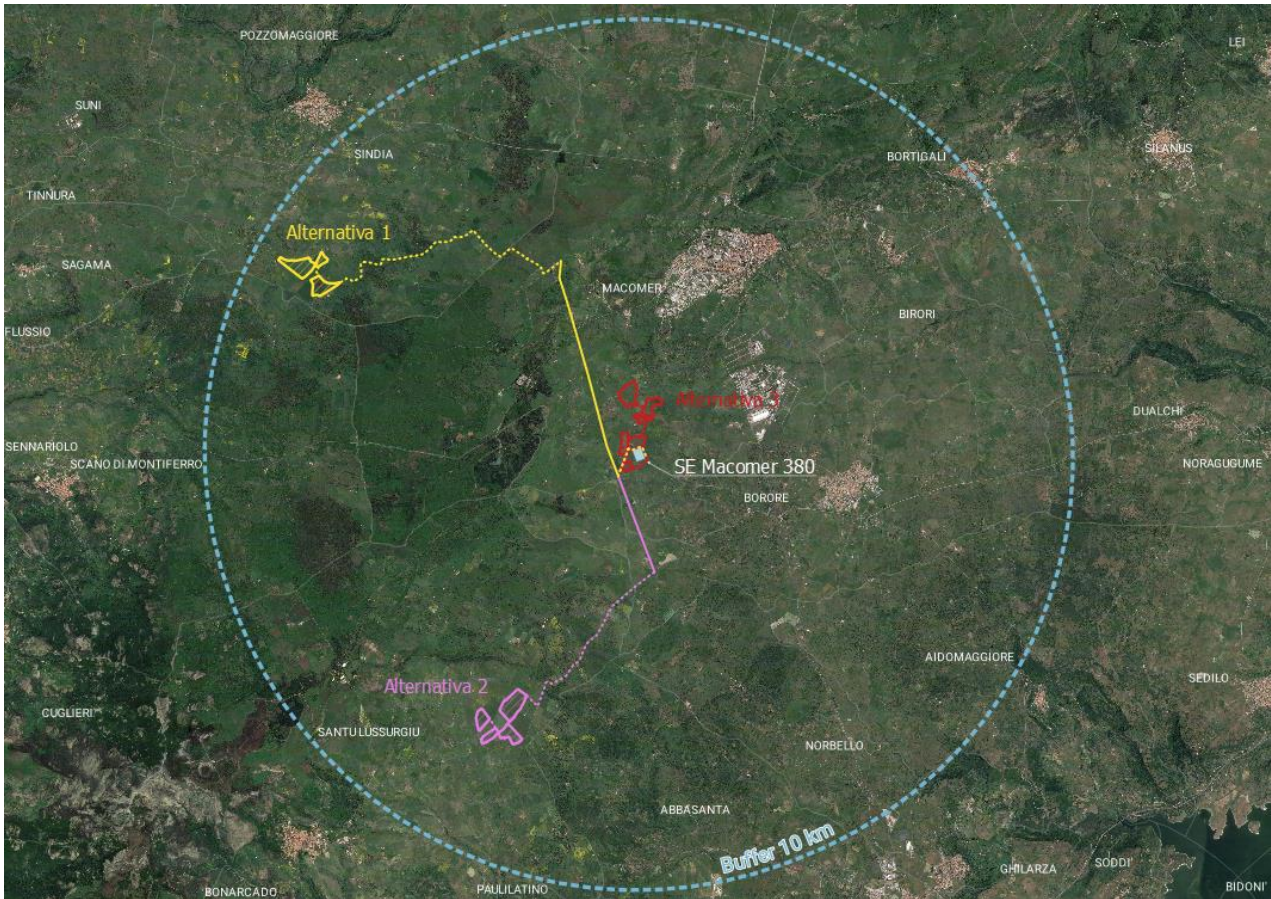 POZZOMAGGIORE
LEI
SUNI
SINDIA
SILANUS
BORTIGALI
TINNURA
Alternativa 1
SAGAMA
MACOMER
BIRORI
FLUSSIO
Alternativa 3
DUALCHI
SENNARIOLO
SCANO DI MONTIFERRO
SE Macomer 380
NORAGUGUME
BORORE
AIDOMAGGIORE
SEDILO
Alternativa 2
CUGLIERI
SANTU LUSSURGIU
NORBELLO
ABBASANTA
Buffer 10 km
GHILARZA
SODDI'
BONARCADO
PAULILATINO
BIDONI'